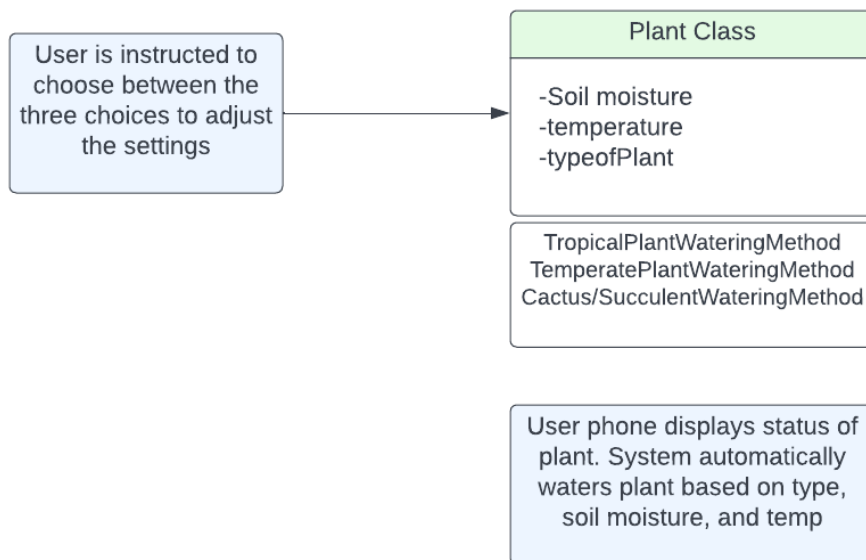 User is instructed to
choose between the
three choices to adjust
the settings
Plant Class
-Soil moisture
-temperature
-typeofPlant
TropicalPlantWateringMethod
TemperatePlantWateringMethod
Cactus/SucculentWateringMethod
User phone displays status of
plant. System automatically
waters plant based on type,
soil moisture, and temp